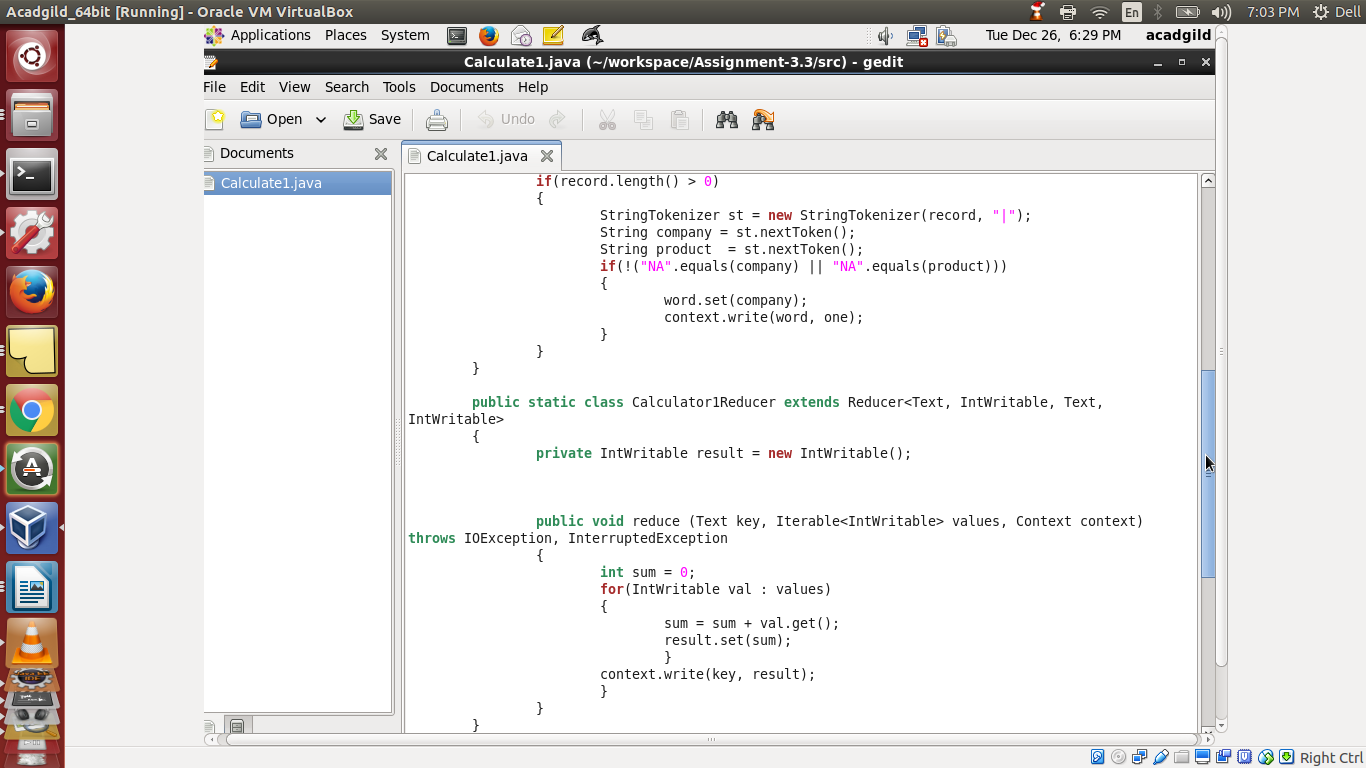 Acadgild_64bit [Running] - Oracle VM VirtualBox
En
7:03 PM
Dell
Applications Places System
Tue Dec 26, 6:29 PM
acadgild
Calculate1.java (~/workspace/Assignment-3.3/src) - gedit
File Edit View Search Tools Documents Help
Open Save Undo
Documents
Calculate1.java
Calculate1.java
if(record.length() > 0)
{
StringTokenizer st = new StringTokenizer(record, "|");
String company = st.nextToken();
String product  = st.nextToken();
if(!("NA".equals(company) || "NA".equals(product)))
{
word.set(company);
context.write(word, one);
}
}
}
public static class Calculator1Reducer extends Reducer<Text, IntWritable, Text,
IntWritable>
{
private IntWritable result = new IntWritable();
public void reduce (Text key, Iterable<IntWritable> values, Context context)
throws IOException, InterruptedException
{
int sum = 0;
for(IntWritable val : values)
{
sum = sum + val.get();
result.set(sum);
}
context.write(key, result);
}
}
}
Right Ctrl